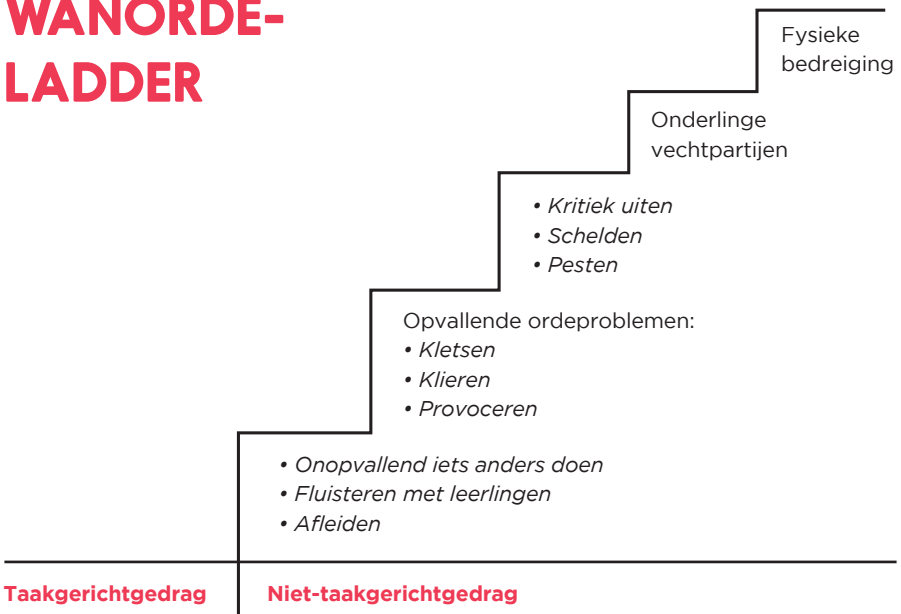 WANORDE-
LADDER
Fysieke
bedreiging
Onderlinge
vechtpartijen
• Kritiek uiten
• Schelden
• Pesten
Opvallende ordeproblemen:
• Kletsen
• Klieren
• Provoceren
• Onopvallend iets anders doen
• Fluisteren met leerlingen
• Afleiden
Taakgerichtgedrag
Niet-taakgerichtgedrag